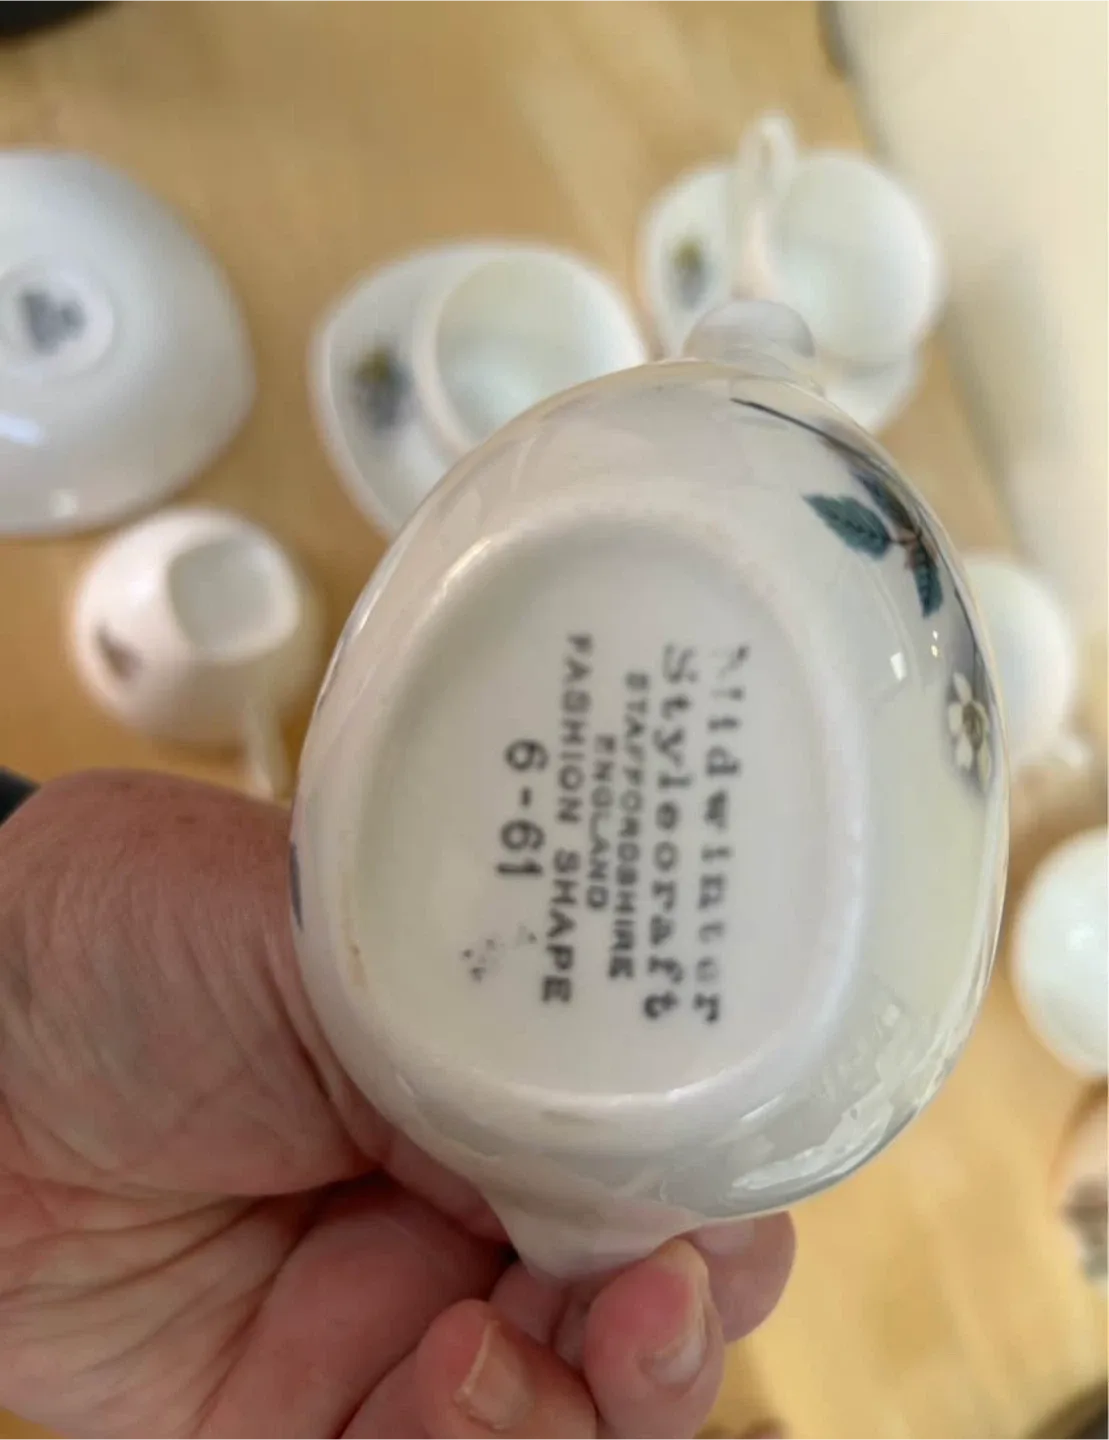 Midwinter
Stylecraft
STAFFORDSHIRE
ENGLAND
FASHION SHAPE
6-61